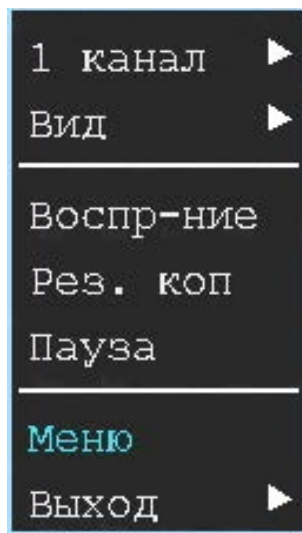 1 канал
Вид
Воспр-ние
Рез. коп
Пауза
Меню
Выход